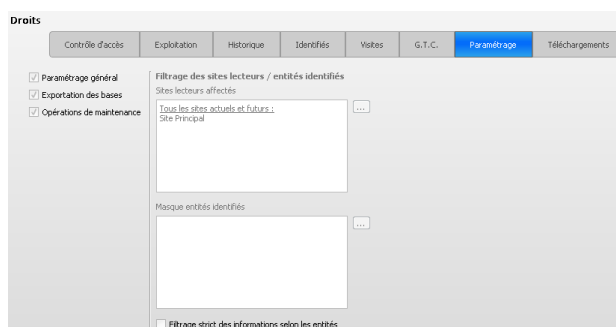 Droits
Contrôle d'accès Exploitation Historique Identifiés Visites G.T.C. Paramétrage Téléchargements
Paramétrage général
Exportation des bases
Opérations de maintenance
Filtrage des sites lecteurs / entités identifiés
Sites lecteurs affectés
Tous les sites actuels et futurs :
Site Principal
...
Masque entités identifiés
...
Filtrage strict des informations selon les entités